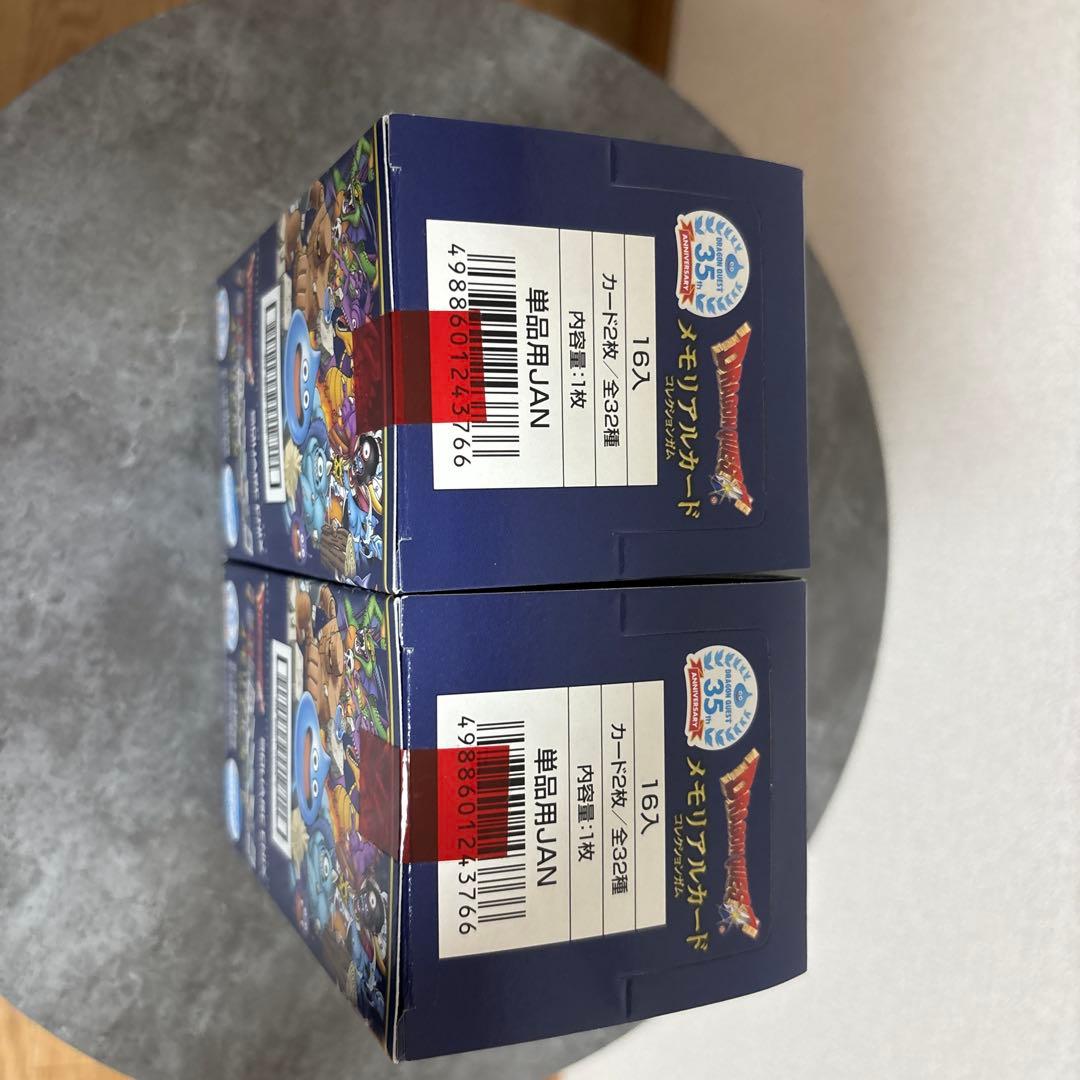 DRAGON QUEST
35th
ANNIVERSARY
DRAGON QUEST
メモリアルカード
コレクションガム
16入
カード2枚/全32種
内容量:1枚
単品用JAN
4988601243766
DRAGON QUEST
35th
ANNIVERSARY
DRAGON QUEST
メモリアルカード
コレクションガム
16入
カード2枚/全32種
内容量:1枚
単品用JAN
4988601243766